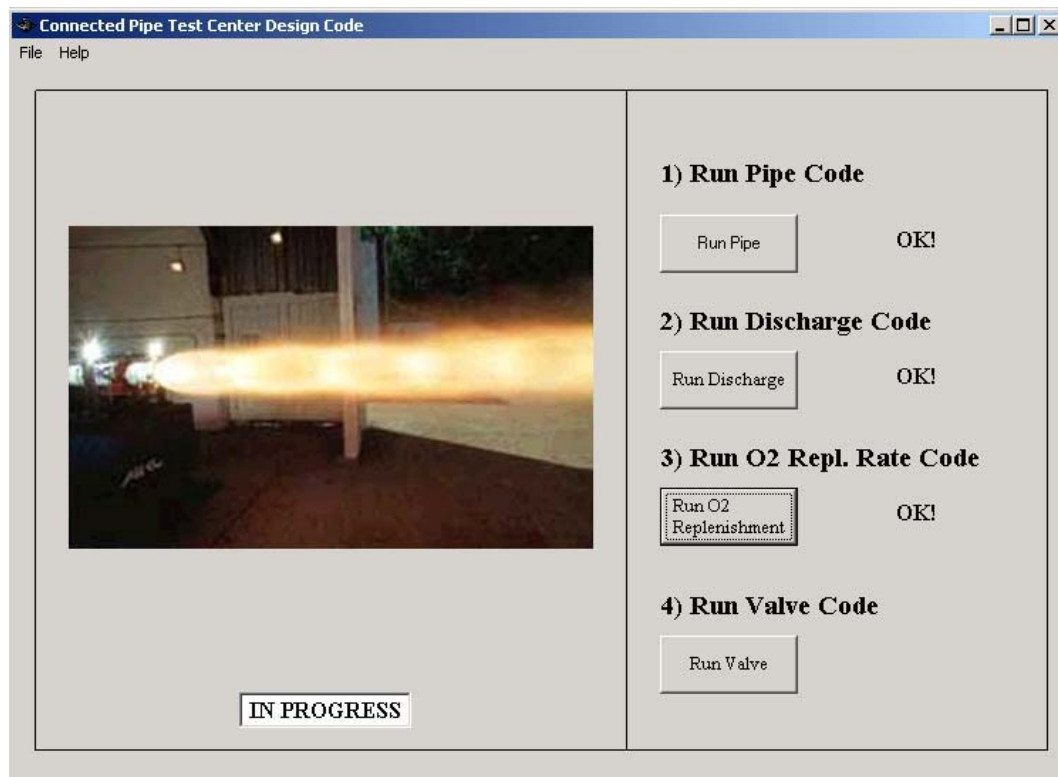 Connected Pipe Test Center Design Code
File Help
1) Run Pipe Code
Run Pipe
OK!
2) Run Discharge Code
Run Discharge
OK!
3) Run O2 Repl. Rate Code
Run O2
Replenishment
OK!
4) Run Valve Code
Run Valve
IN PROGRESS